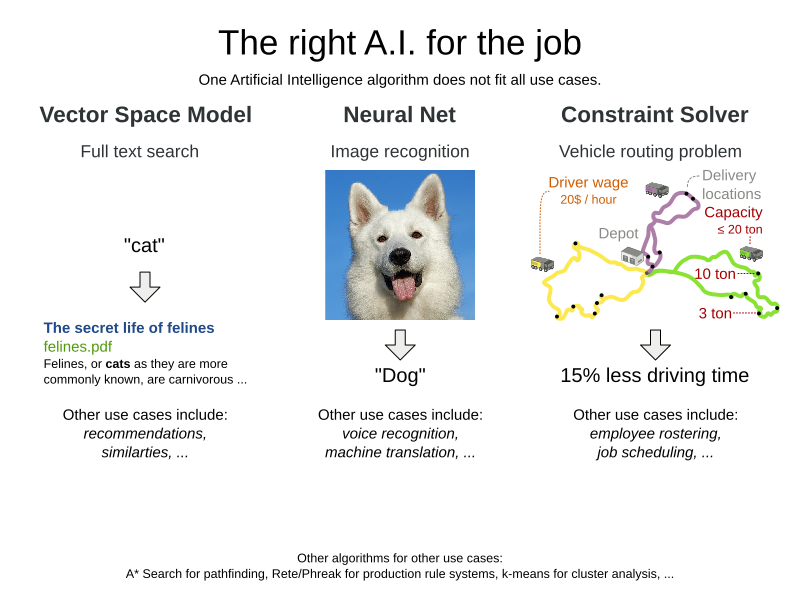 The right A.I. for the job
One Artificial Intelligence algorithm does not fit all use cases.
Vector Space Model
Full text search
"cat"
The secret life of felines
felines.pdf
Felines, or cats as they are more
commonly known, are carnivorous ...
Other use cases include:
recommendations,
similarties, ...
Neural Net
Image recognition
"Dog"
Other use cases include:
voice recognition,
machine translation, ...
Constraint Solver
Vehicle routing problem
Driver wage
20$ / hour
Delivery
locations
Capacity
≤ 20 ton
Depot
10 ton
3 ton
15% less driving time
Other use cases include:
employee rostering,
job scheduling, ...
Other algorithms for other use cases:
A* Search for pathfinding, Rete/Phreak for production rule systems, k-means for cluster analysis, ...